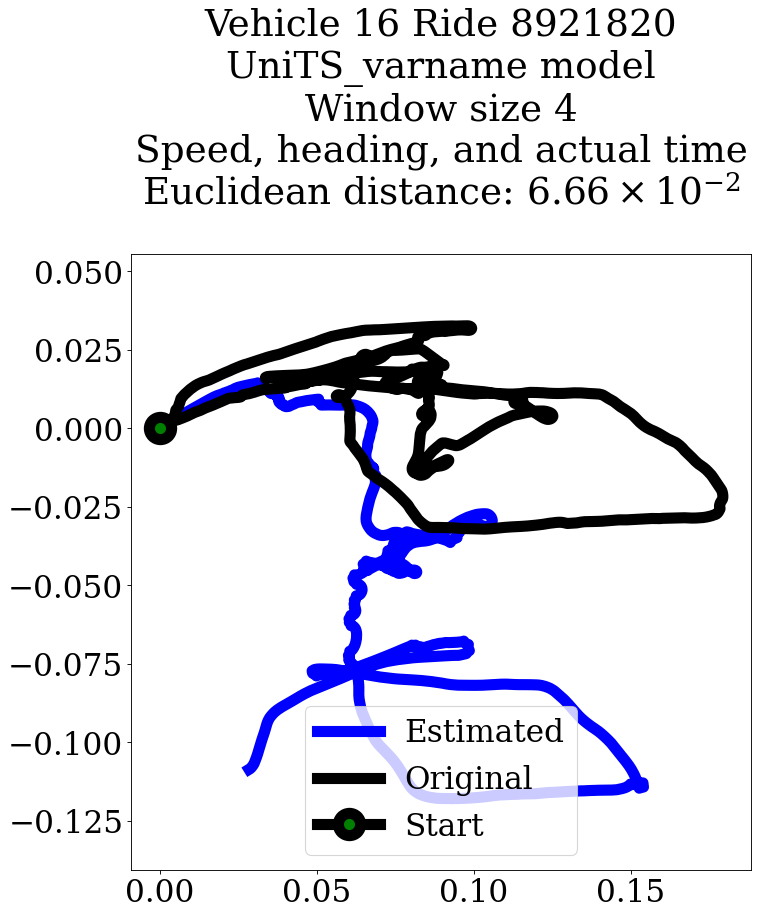 Vehicle 16 Ride 8921820
UniTS_varname model
Window size 4
Speed, heading, and actual time
Euclidean distance: 6.66 × 10⁻²
0.050
0.025
0.000
−0.025
−0.050
−0.075
−0.100
−0.125
Estimated
Original
Start
0.00 0.05 0.10 0.15